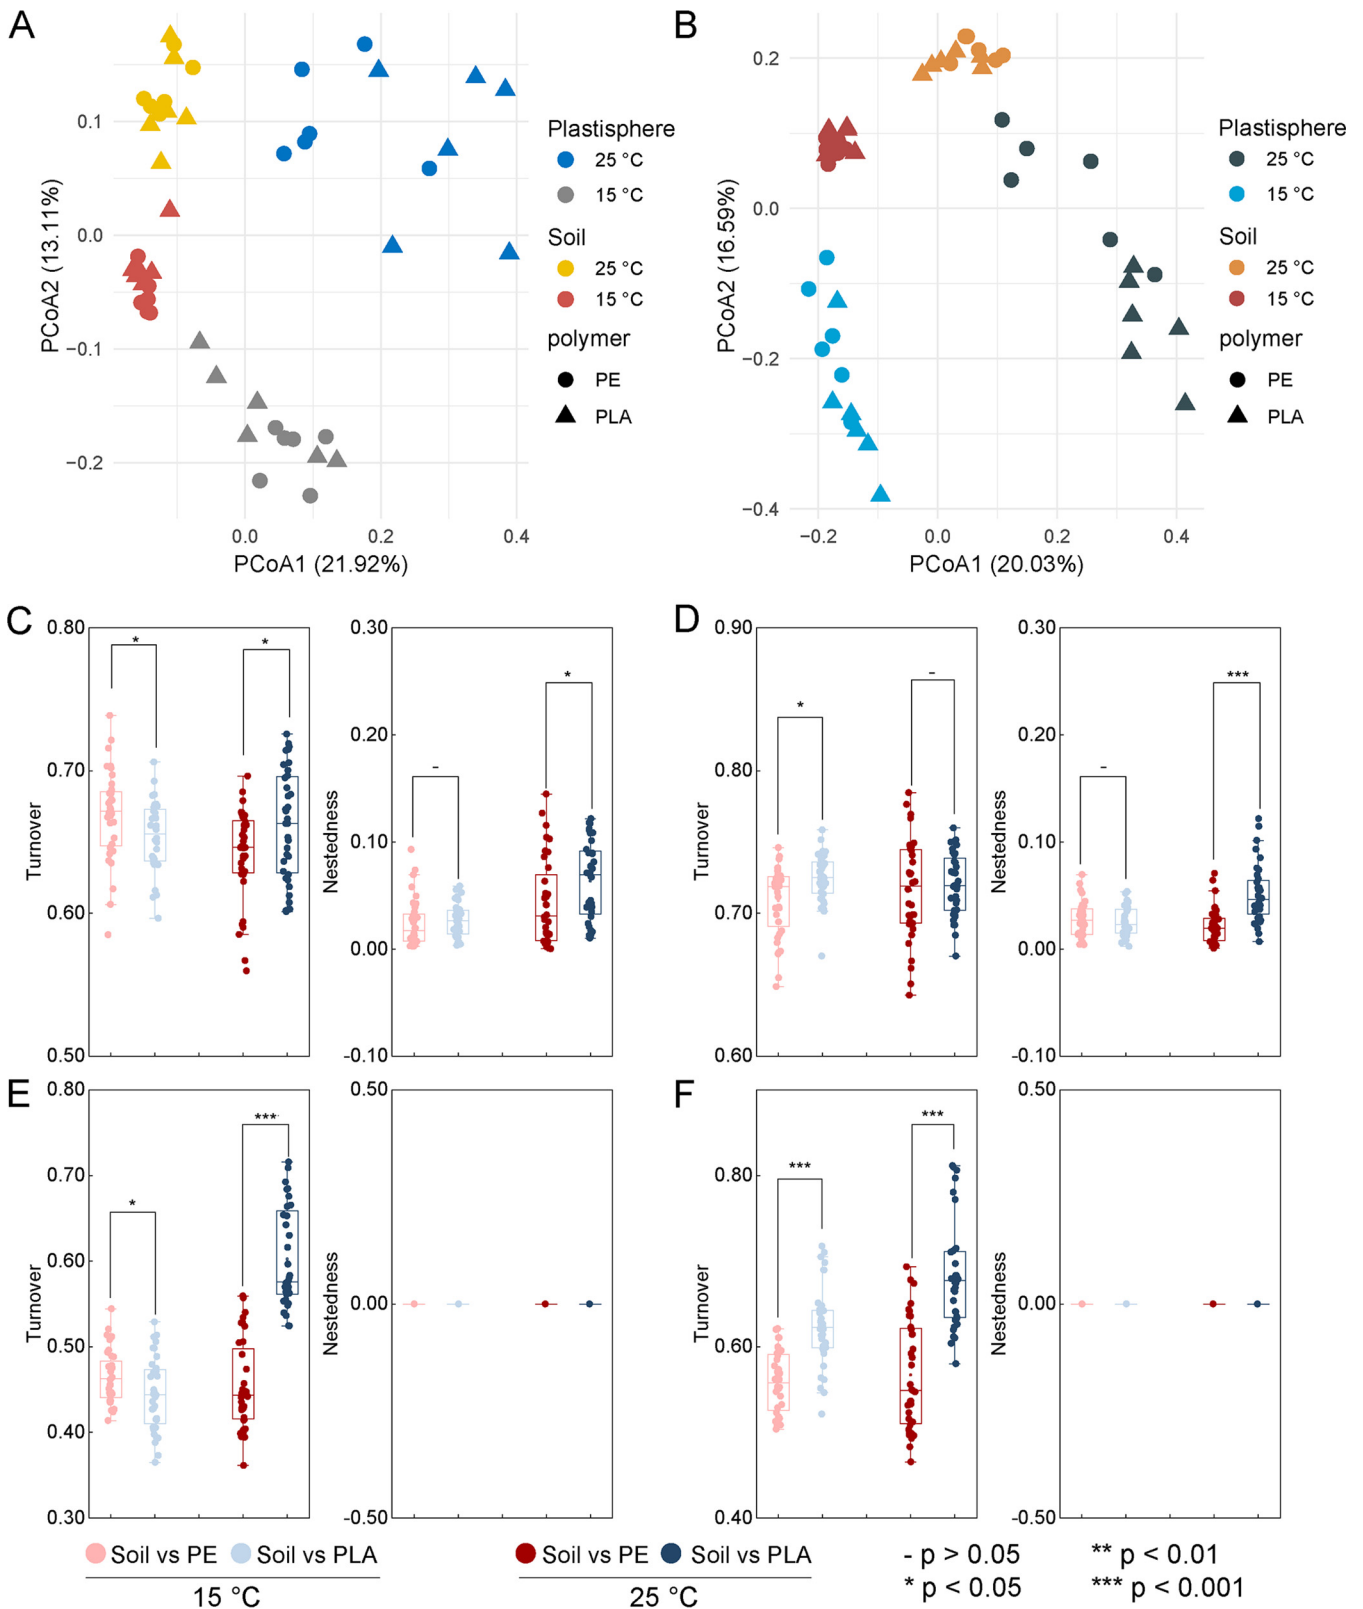 A
0.1
0.0
−0.1
−0.2
PCoA2 (13.11%)
0.0
0.2
0.4
PCoA1 (21.92%)
Plastisphere
25 °C
15 °C
Soil
25 °C
15 °C
polymer
PE
PLA
B
0.2
0.0
−0.2
−0.4
PCoA2 (16.59%)
−0.2
0.0
0.2
0.4
PCoA1 (20.03%)
Plastisphere
25 °C
15 °C
Soil
25 °C
15 °C
polymer
PE
PLA
C
0.80
0.70
0.60
0.50
Turnover
*
*
0.30
0.20
0.10
0.00
-0.10
Nestedness
-
*
D
0.90
0.80
0.70
0.60
Turnover
*
-
0.30
0.20
0.10
0.00
-0.10
Nestedness
-
***
E
0.80
0.70
0.60
0.50
0.40
0.30
Turnover
*
***
0.50
0.00
-0.50
Nestedness
F
0.80
0.60
0.40
Turnover
***
***
0.50
0.00
-0.50
Nestedness
Soil vs PE Soil vs PLA
15 °C
Soil vs PE Soil vs PLA
25 °C
- p > 0.05
* p < 0.05
** p < 0.01
*** p < 0.001